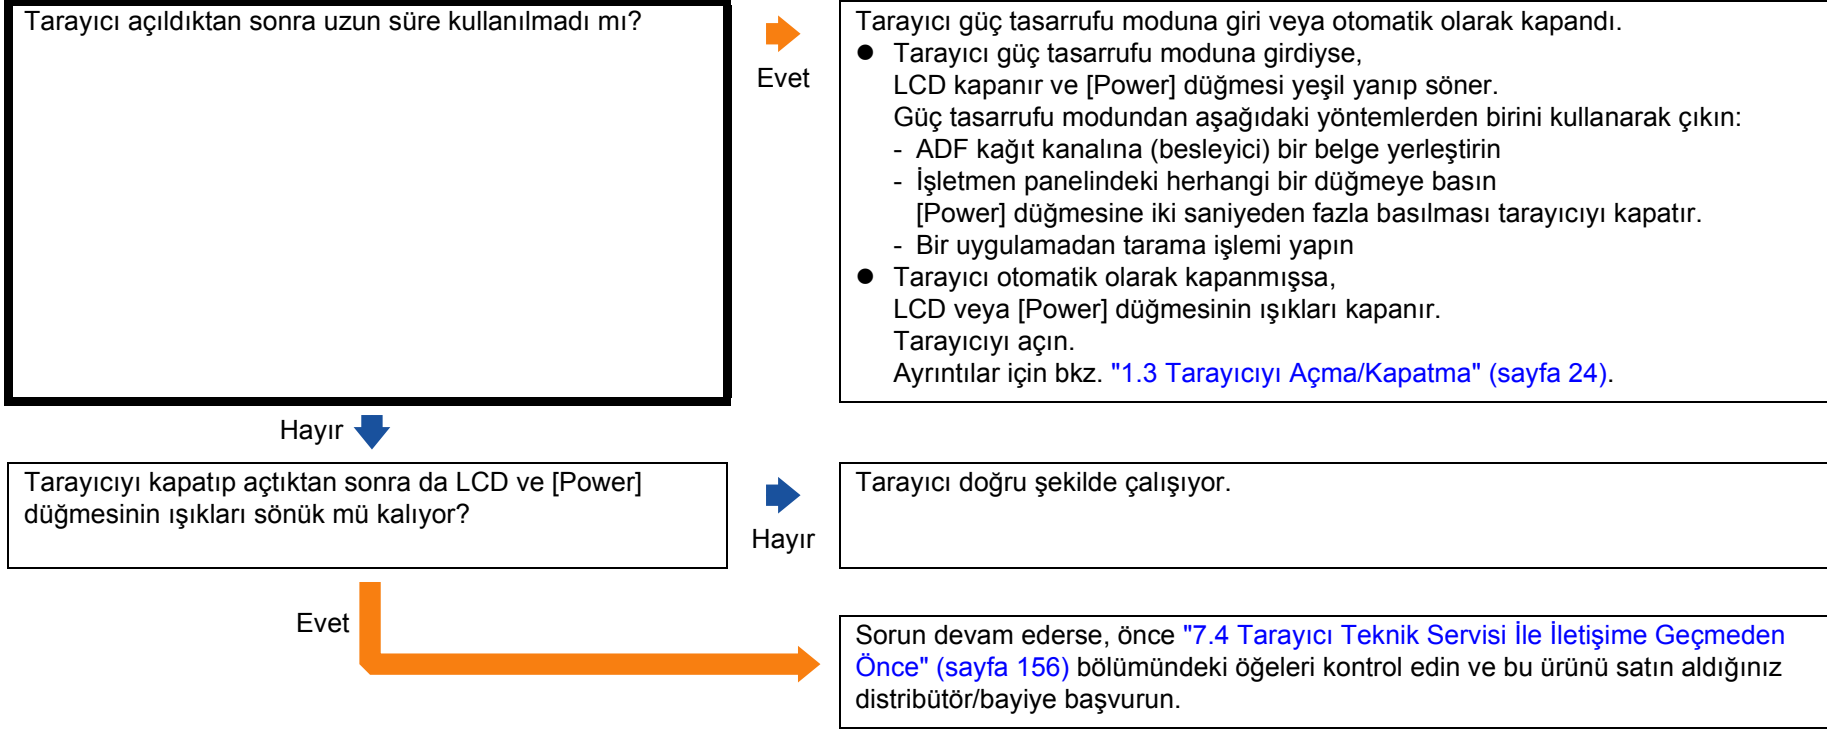 Tarayıcı açıldıktan sonra uzun süre kullanılmadı mı?
Evet
Tarayıcı güç tasarrufu moduna giri veya otomatik olarak kapandı.
● Tarayıcı güç tasarrufu moduna girdiyse,
LCD kapanır ve [Power] düğmesi yeşil yanıp söner.
Güç tasarrufu modundan aşağıdaki yöntemlerden birini kullanarak çıkın:
- ADF kağıt kanalına (besleyici) bir belge yerleştirin
- İşletmen panelindeki herhangi bir düğmeye basın
[Power] düğmesine iki saniyeden fazla basılması tarayıcıyı kapatır.
- Bir uygulamadan tarama işlemi yapın
● Tarayıcı otomatik olarak kapanmışsa,
LCD veya [Power] düğmesinin ışıkları kapanır.
Tarayıcıyı açın.
Ayrıntılar için bkz. "1.3 Tarayıcıyı Açma/Kapatma" (sayfa 24).
Hayır
Tarayıcıyı kapatıp açtıktan sonra da LCD ve [Power]
düğmesinin ışıkları sönük mü kalıyor?
Hayır
Tarayıcı doğru şekilde çalışıyor.
Evet
Sorun devam ederse, önce "7.4 Tarayıcı Teknik Servisi İle İletişime Geçmeden
Önce" (sayfa 156) bölümündeki öğeleri kontrol edin ve bu ürünü satın aldığınız
distribütör/bayiye başvurun.